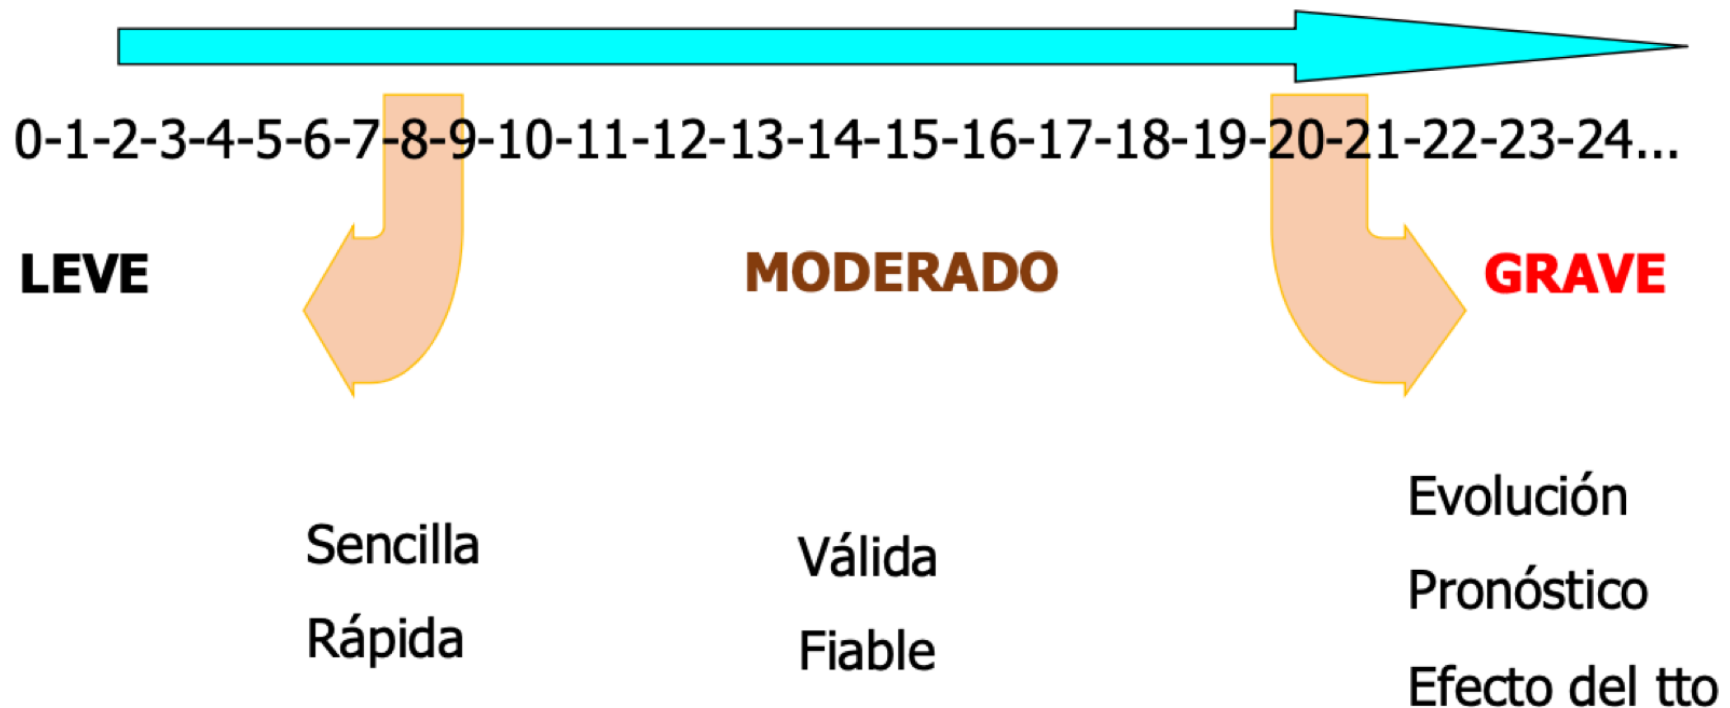 0-1-2-3-4-5-6-7-8-9-10-11-12-13-14-15-16-17-18-19-20-21-22-23-24...
LEVE
MODERADO
GRAVE
Sencilla
Rápida
Válida
Fiable
Evolución
Pronóstico
Efecto del tto